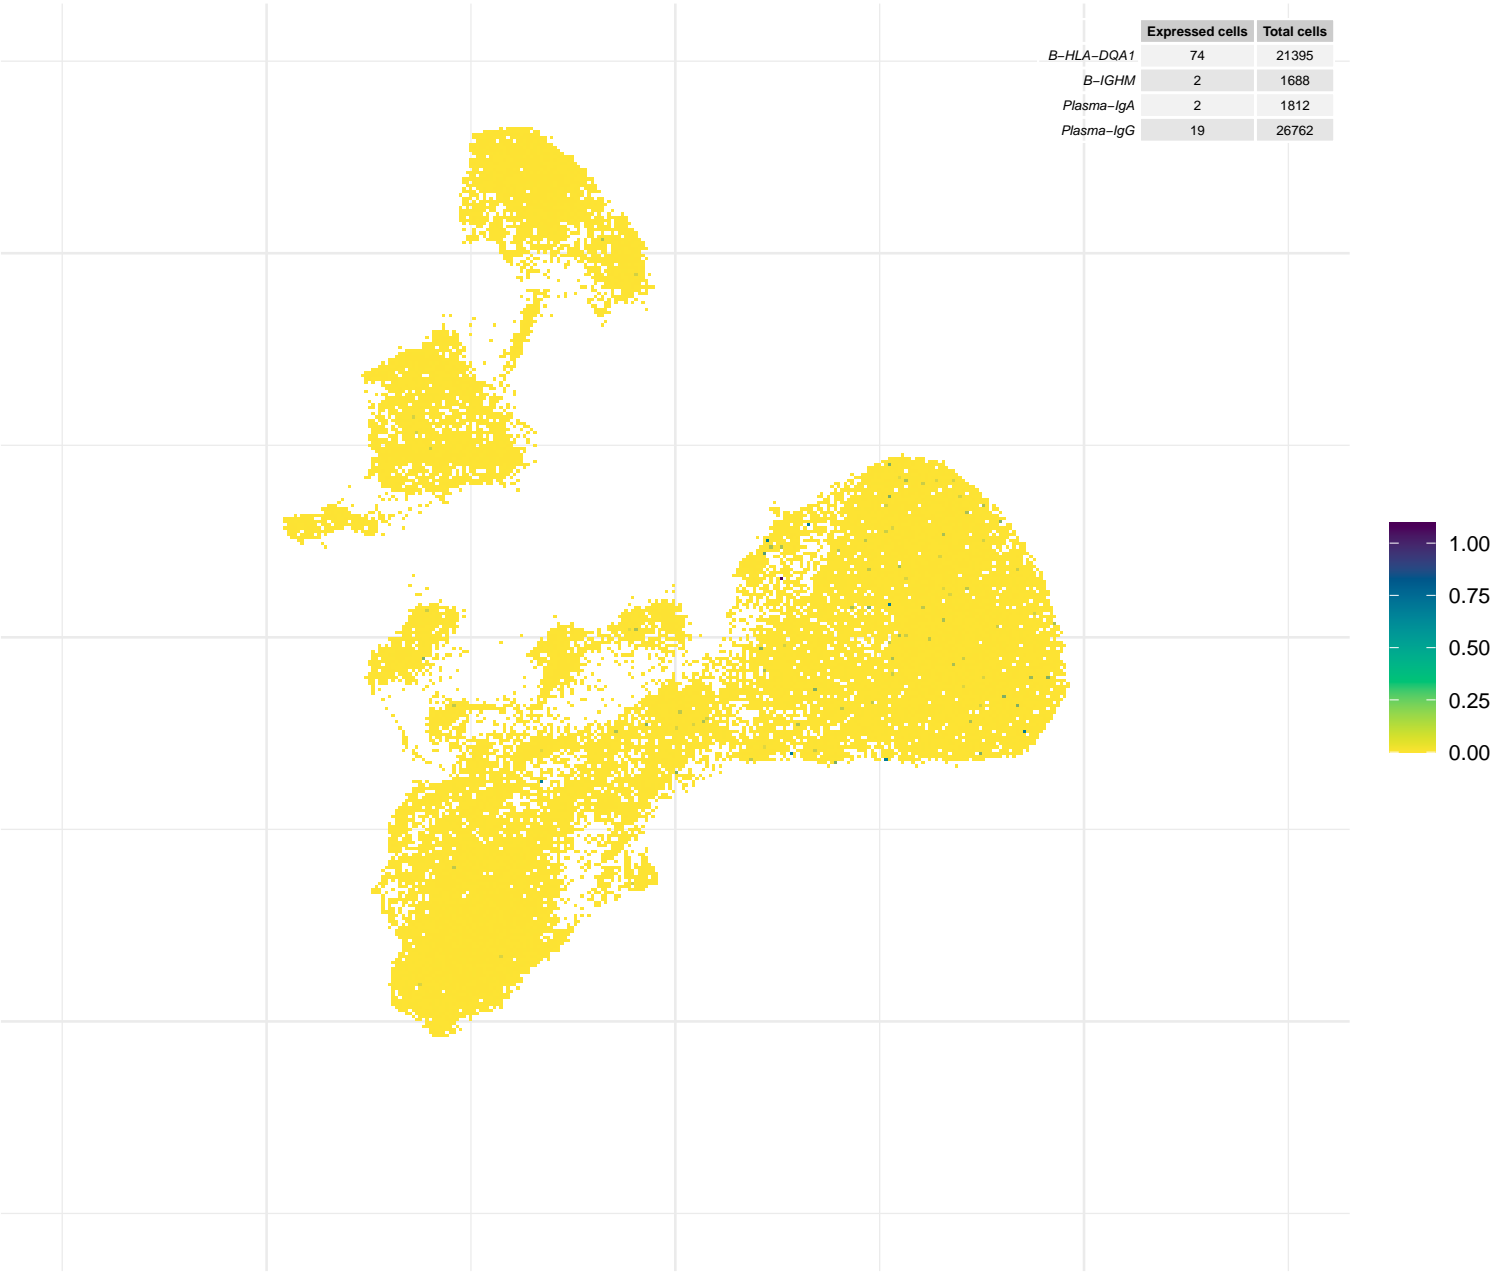 Expressed cells Total cells
B−HLA−DQA1 74 21395
B−IGHM 2 1688
Plasma−IgA 2 1812
Plasma−IgG 19 26762
1.00
0.75
0.50
0.25
0.00